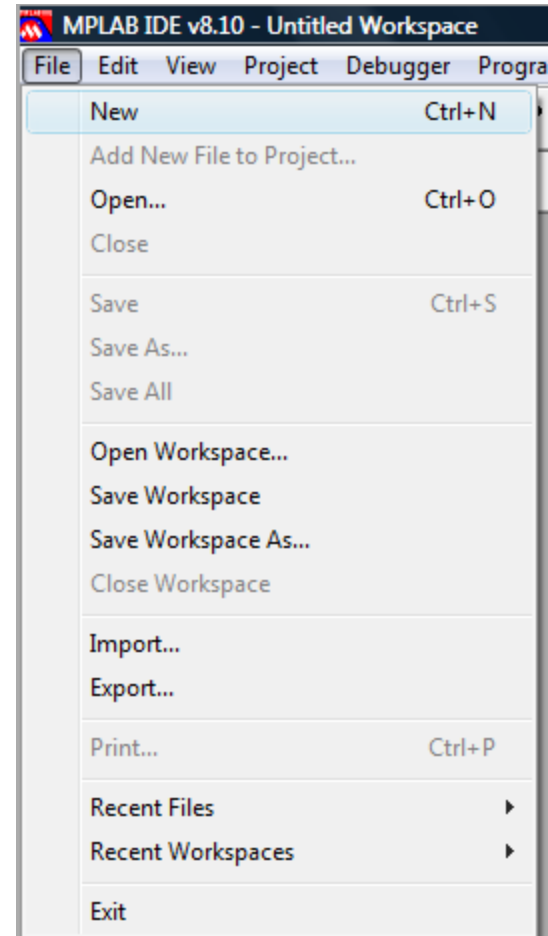 MPLAB IDE v8.10 - Untitled Workspace
File Edit View Project Debugger Progra
New Ctrl+N
Add New File to Project...
Open... Ctrl+O
Close
Save Ctrl+S
Save As...
Save All
Open Workspace...
Save Workspace
Save Workspace As...
Close Workspace
Import...
Export...
Print... Ctrl+P
Recent Files
Recent Workspaces
Exit